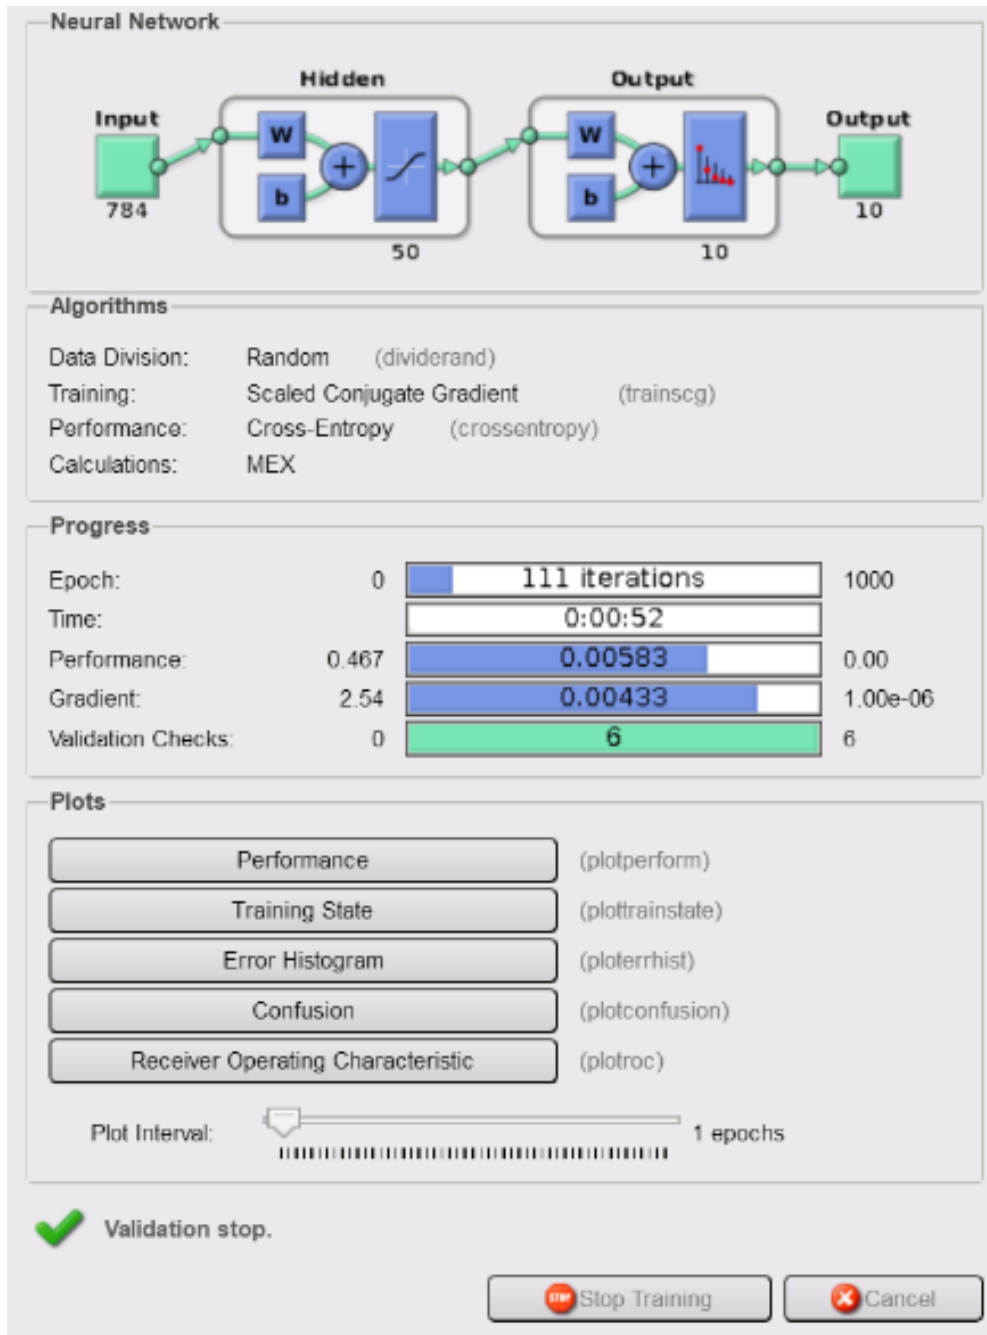 Neural Network
Hidden
Output
Input
Output
W
b
+
W
b
+
784
10
50
10
Algorithms
Data Division: Random (dividerand)
Training: Scaled Conjugate Gradient (trainscg)
Performance: Cross-Entropy (crossentropy)
Calculations: MEX
Progress
Epoch: 0 111 iterations 1000
Time: 0:00:52
Performance: 0.467 0.00583 0.00
Gradient: 2.54 0.00433 1.00e-06
Validation Checks: 0 6 6
Plots
Performance (plotperform)
Training State (plottrainstate)
Error Histogram (ploterrhist)
Confusion (plotconfusion)
Receiver Operating Characteristic (plotroc)
Plot Interval: 1 epochs
Validation stop.
STOP Stop Training Cancel